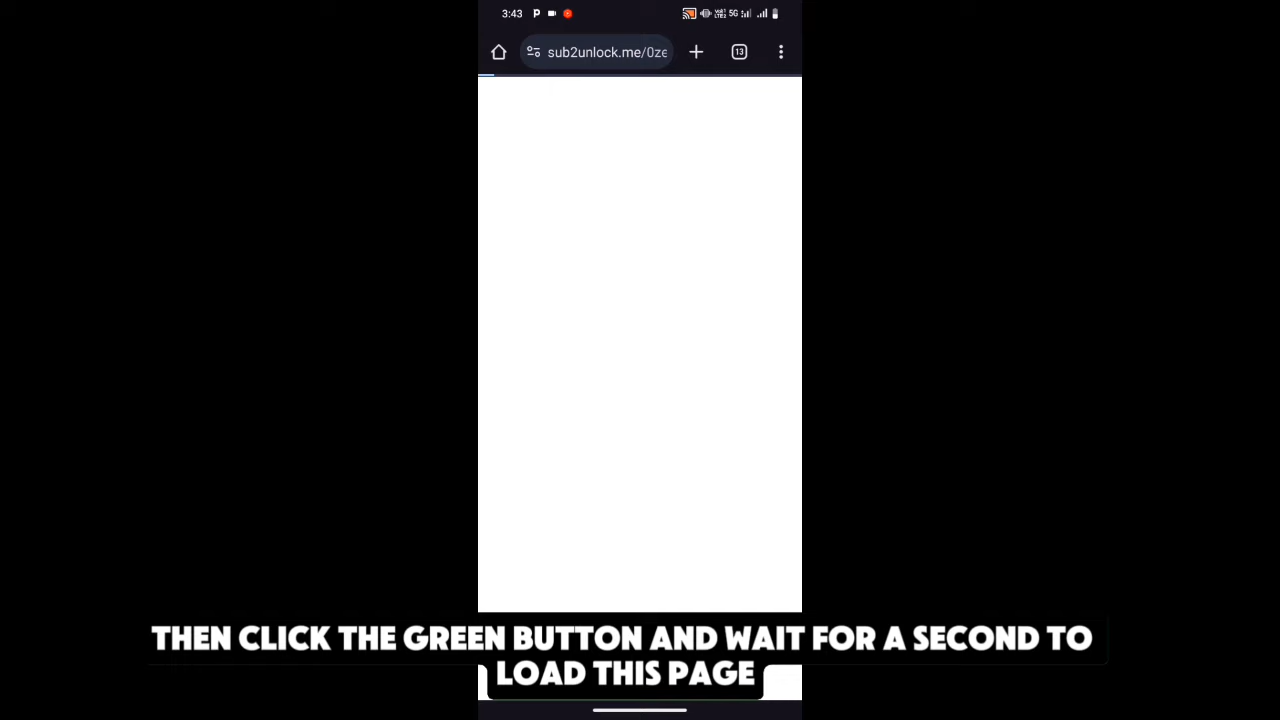 3:43
sub2unlock.me/0ze
13
5G
THEN CLICK THE GREEN BUTTON AND WAIT FOR A SECOND TO
LOAD THIS PAGE